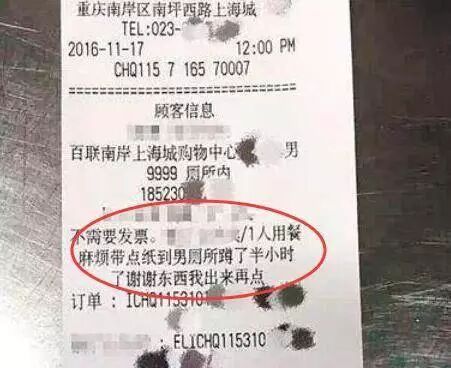 重庆南岸区南坪西路上海城
TEL:023-
2016-11-17 12:00 PM
CHQ115 7 165 70007
顾客信息
百联南岸上海城购物中心 男
9999 厕所内
185230
不需要发票。 /1人用餐
麻烦带点纸到男厕所蹲了半小时
了谢谢东西我出来再点
订单 : ICHQ1153101
: ELICHQ115310